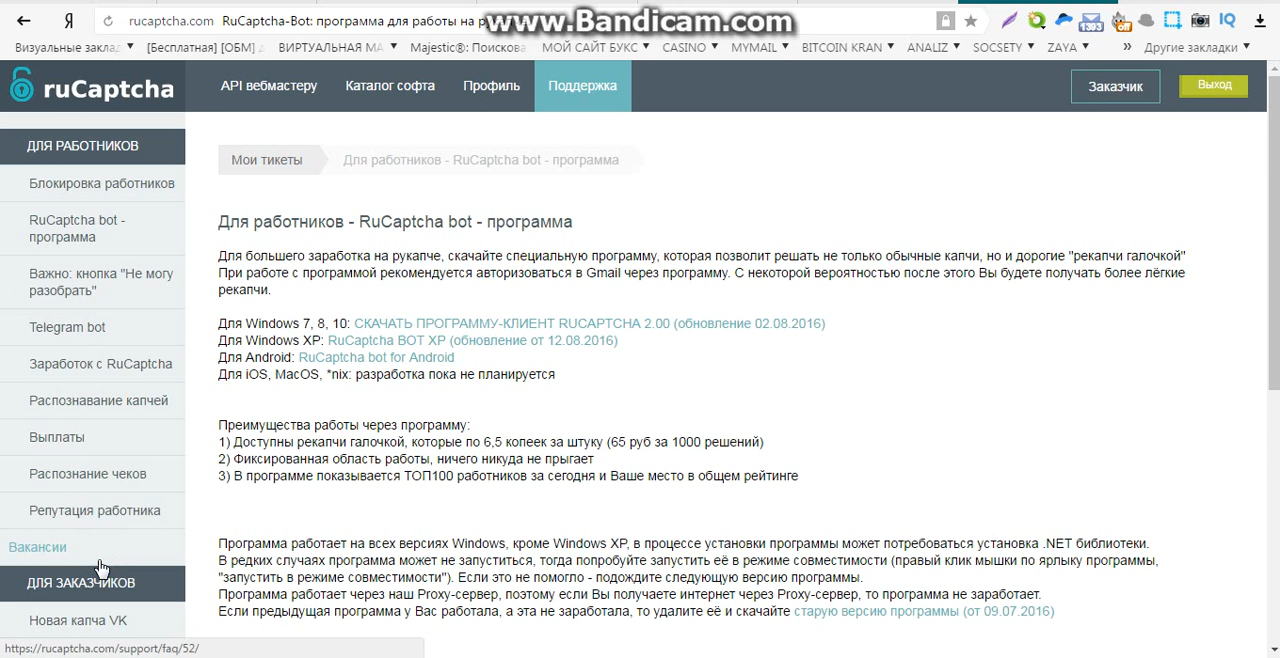 Я
rucaptcha.com RuCaptcha-Bot: программа для работы на
www.Bandicam.com
1393
off
IQ
Визуальные заклад
[Бесплатная] [ОБМ]
ВИРТУАЛЬНАЯ МА
Majestic®: Поискова
МОЙ САЙТ БУКС
CASINO
MYMAIL
BITCOIN KRAN
ANALIZ
SOCSETY
ZAYA
»
Другие закладки
ruCaptcha
API вебмастеру
Каталог софта
Профиль
Поддержка
Заказчик
Выход
ДЛЯ РАБОТНИКОВ
Блокировка работников
RuCaptcha bot -
программа
Важно: кнопка "Не могу
разобрать"
Telegram bot
Заработок с RuCaptcha
Распознавание капчей
Выплаты
Распознание чеков
Репутация работника
Вакансии
ДЛЯ ЗАКАЗЧИКОВ
Новая капча VK
https://rucaptcha.com/support/faq/52/
Мои тикеты
Для работников - RuCaptcha bot - программа
Для работников - RuCaptcha bot - программа
Для большего заработка на рукапче, скачайте специальную программу, которая позволит решать не только обычные капчи, но и дорогие "рекапчи галочкой"
При работе с программой рекомендуется авторизоваться в Gmail через программу. С некоторой вероятностью после этого Вы будете получать более лёгкие
рекапчи.
Для Windows 7, 8, 10: СКАЧАТЬ ПРОГРАММУ-КЛИЕНТ RUCAPTCHA 2.00 (обновление 02.08.2016)
Для Windows XP: RuCaptcha BOT XP (обновление от 12.08.2016)
Для Android: RuCaptcha bot for Android
Для iOS, MacOS, *nix: разработка пока не планируется
Преимущества работы через программу:
1) Доступны рекапчи галочкой, которые по 6,5 копеек за штуку (65 руб за 1000 решений)
2) Фиксированная область работы, ничего никуда не прыгает
3) В программе показывается ТОП100 работников за сегодня и Ваше место в общем рейтинге
Программа работает на всех версиях Windows, кроме Windows XP, в процессе установки программы может потребоваться установка .NET библиотеки.
В редких случаях программа может не запуститься, тогда попробуйте запустить её в режиме совместимости (правый клик мышки по ярлыку программы,
"запустить в режиме совместимости"). Если это не помогло - подождите следующую версию программы.
Программа работает через наш Proxy-сервер, поэтому если Вы получаете интернет через Proxy-сервер, то программа не заработает.
Если предыдущая программа у Вас работала, а эта не заработала, то удалите её и скачайте старую версию программы (от 09.07.2016)